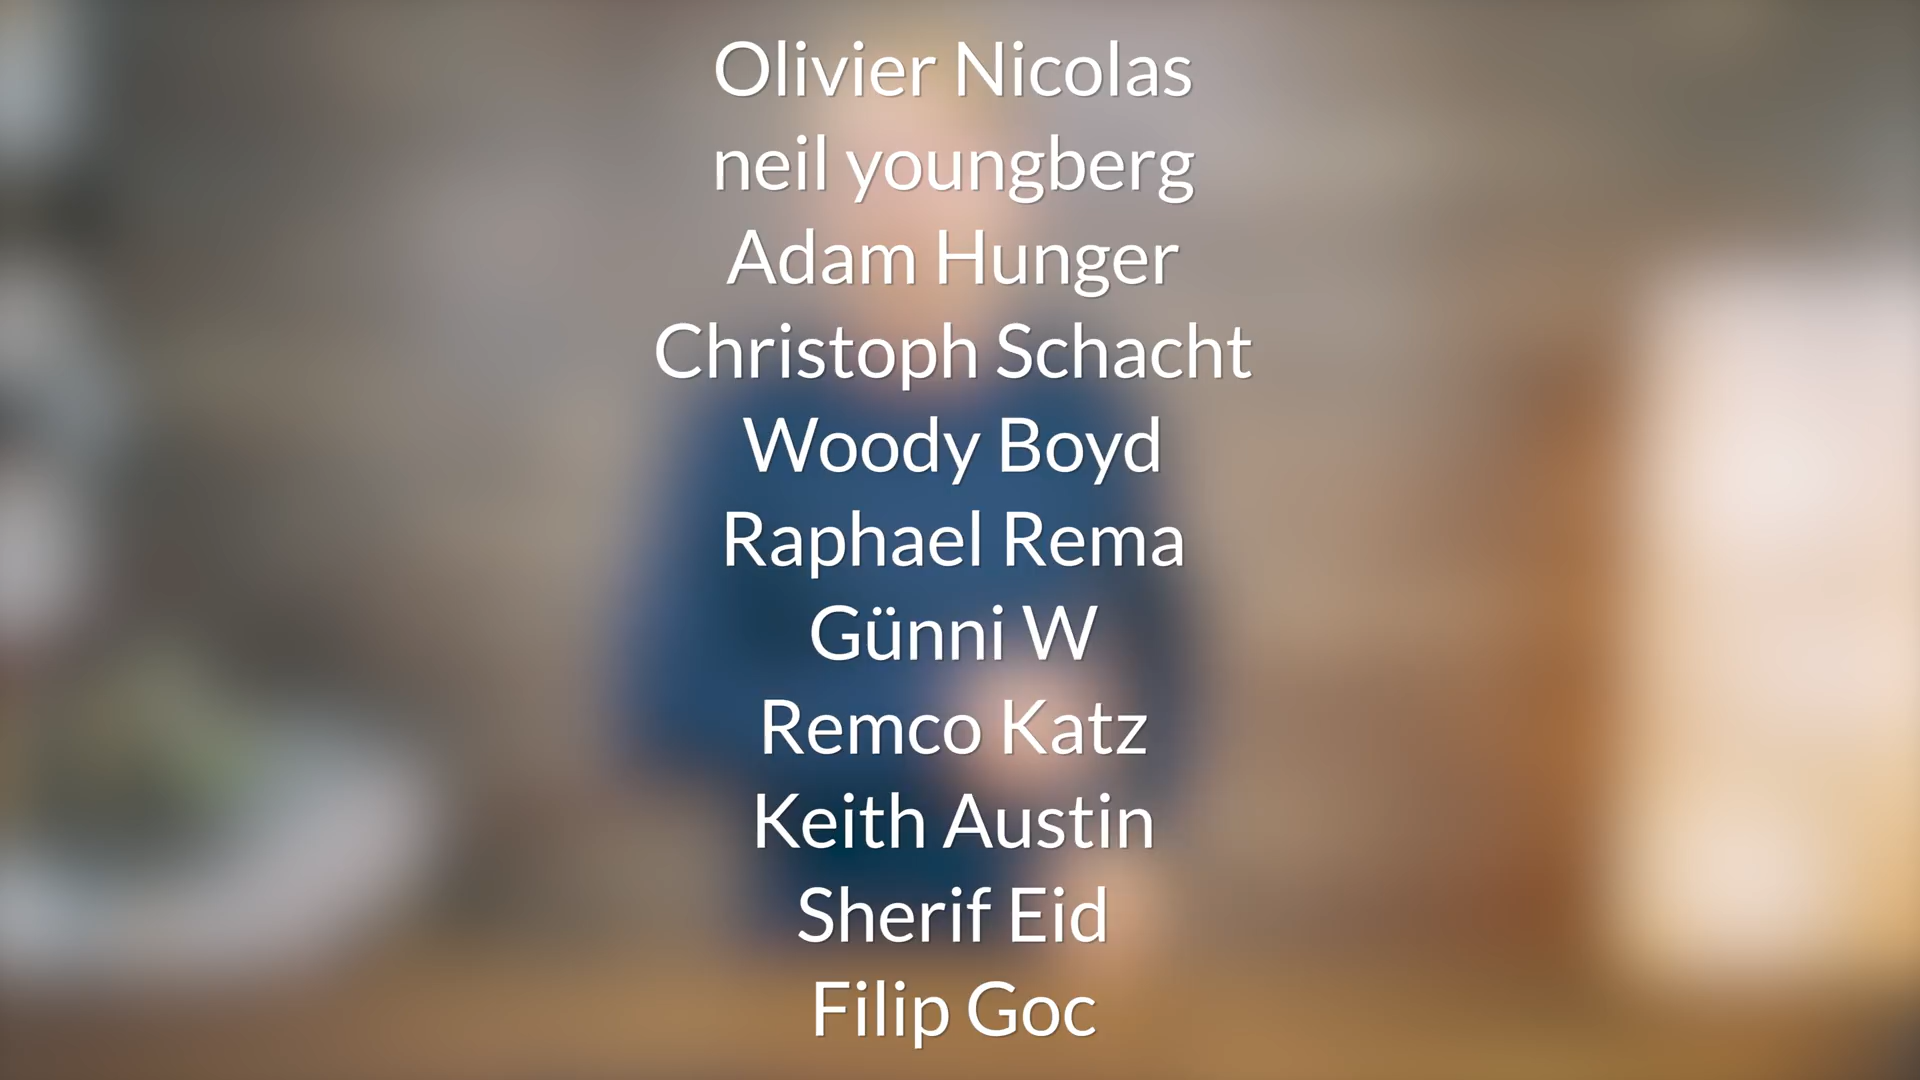 Olivier Nicolas
neil youngberg
Adam Hunger
Christoph Schacht
Woody Boyd
Raphael Rema
Günni W
Remco Katz
Keith Austin
Sherif Eid
Filip Goc